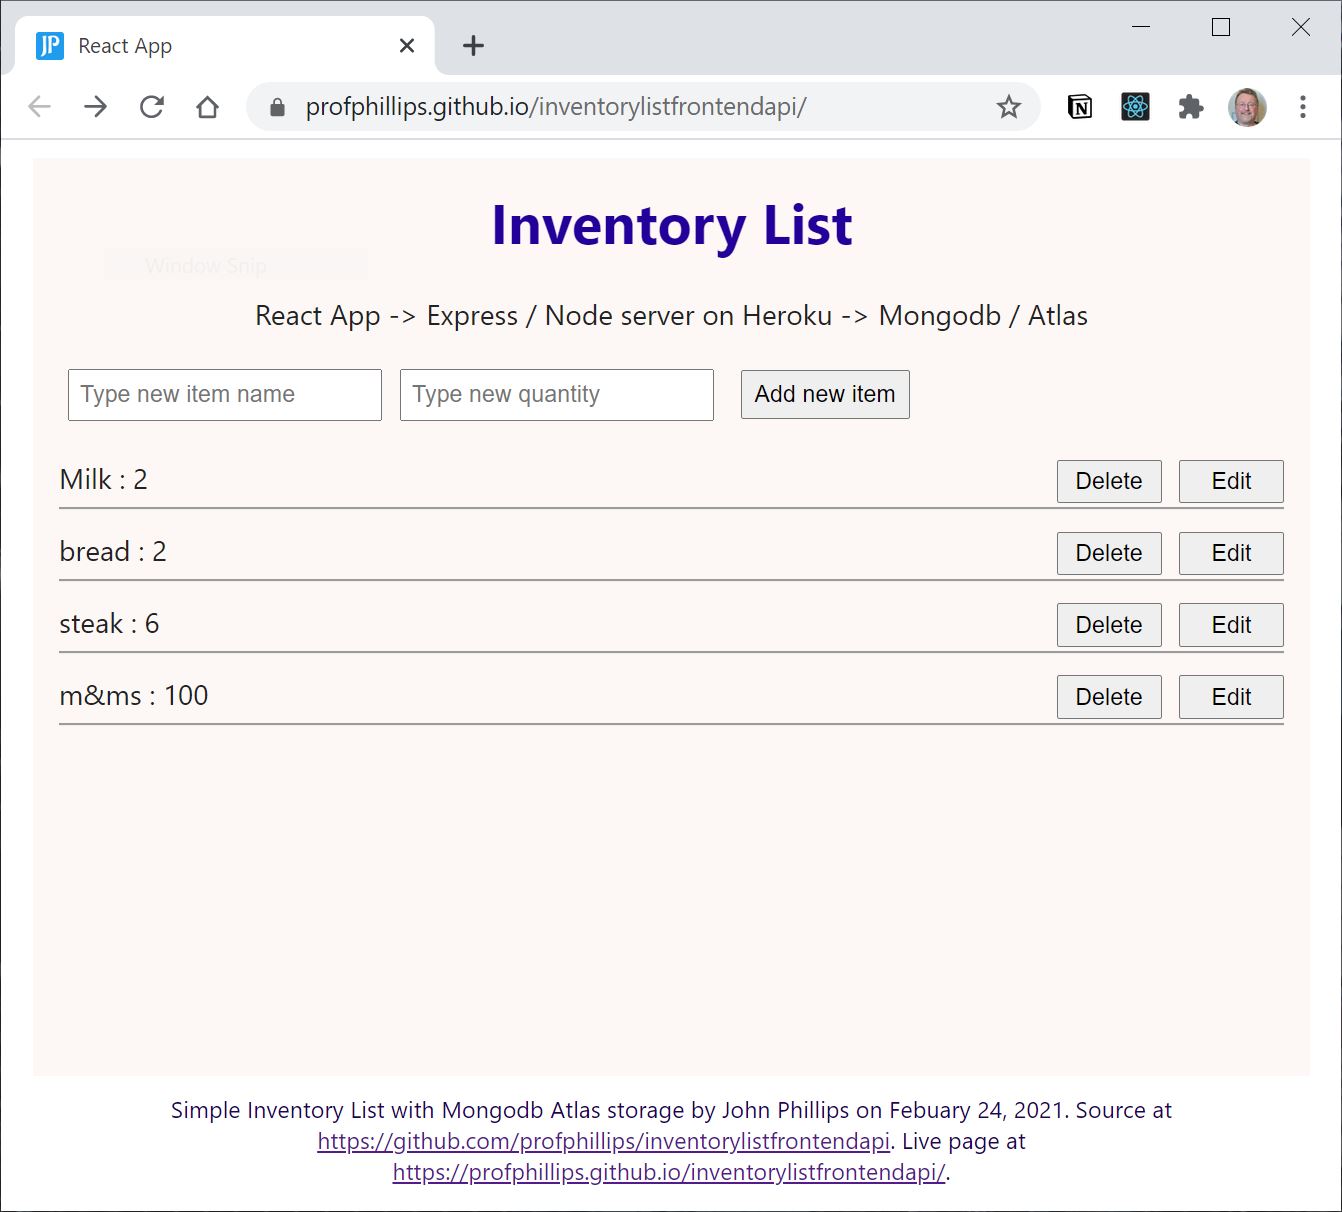 JP React App
profphillips.github.io/inventorylistfrontendapi/
Inventory List
Window Snip
React App -> Express / Node server on Heroku -> Mongodb / Atlas
Type new item name Type new quantity Add new item
Milk : 2 Delete Edit
bread : 2 Delete Edit
steak : 6 Delete Edit
m&ms : 100 Delete Edit
Simple Inventory List with Mongodb Atlas storage by John Phillips on Febuary 24, 2021. Source at
https://github.com/profphillips/inventorylistfrontendapi. Live page at
https://profphillips.github.io/inventorylistfrontendapi/.